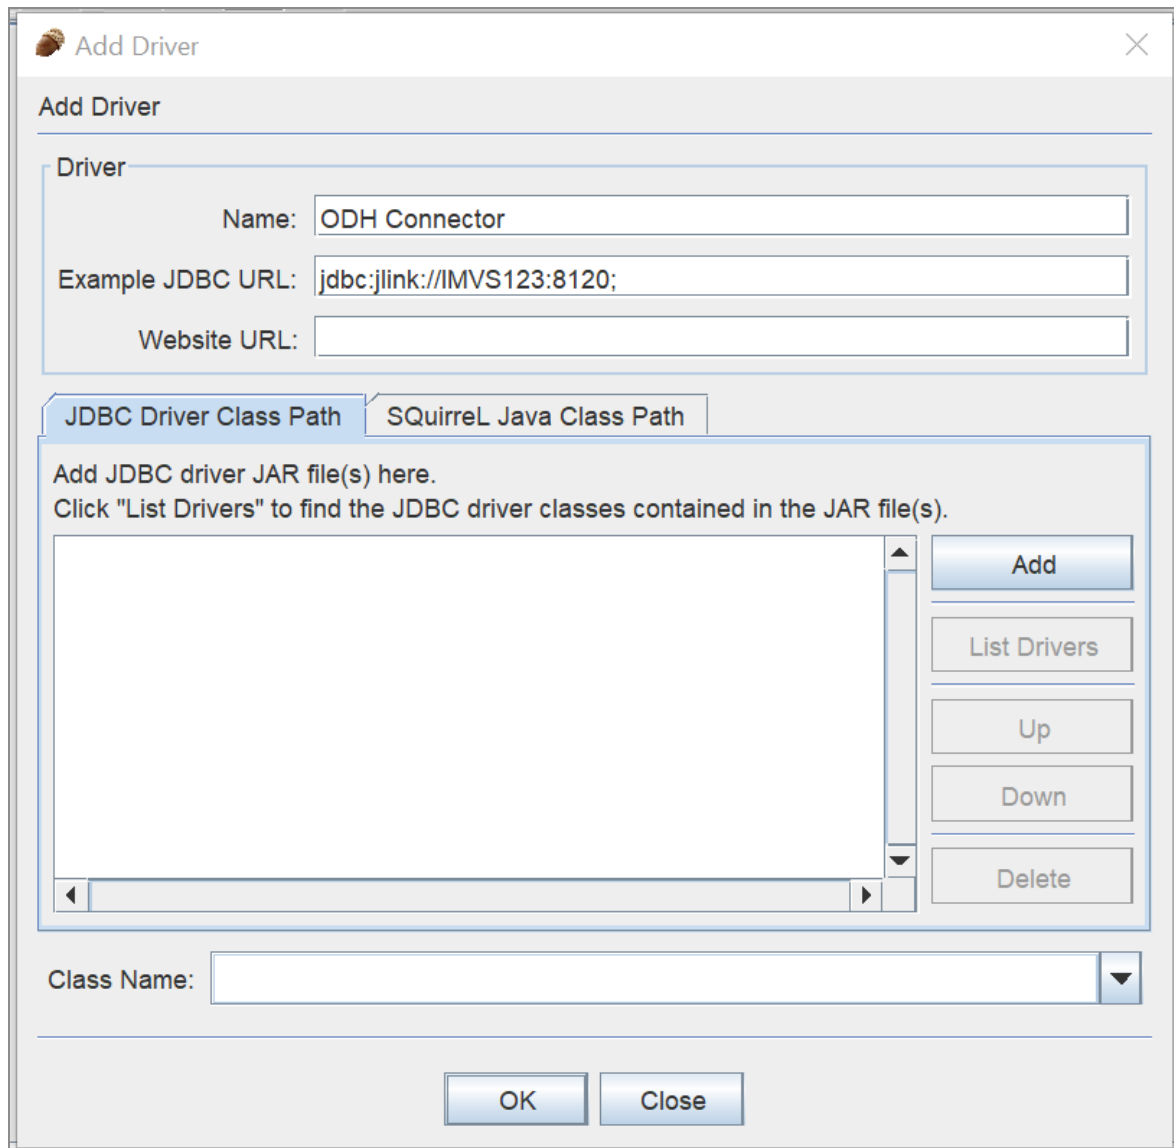 Add Driver
Add Driver
Driver
Name: ODH Connector
Example JDBC URL: jdbc:jlink://IMVS123:8120;
Website URL:
JDBC Driver Class Path SQuirreL Java Class Path
Add JDBC driver JAR file(s) here.
Click "List Drivers" to find the JDBC driver classes contained in the JAR file(s).
Add
List Drivers
Up
Down
Delete
Class Name:
OK Close